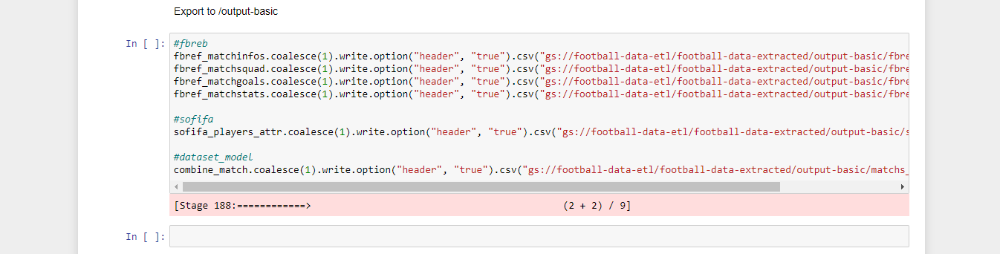 Export to /output-basic
In [ ]:
#fbreb
fbref_matchinfos.coalesce(1).write.option("header", "true").csv("gs://football-data-etl/football-data-extracted/output-basic/fbre
fbref_matchsquad.coalesce(1).write.option("header", "true").csv("gs://football-data-etl/football-data-extracted/output-basic/fbre
fbref_matchgoals.coalesce(1).write.option("header", "true").csv("gs://football-data-etl/football-data-extracted/output-basic/fbre
fbref_matchstats.coalesce(1).write.option("header", "true").csv("gs://football-data-etl/football-data-extracted/output-basic/fbre
#sofifa
sofifa_players_attr.coalesce(1).write.option("header", "true").csv("gs://football-data-etl/football-data-extracted/output-basic/s
#dataset_model
combine_match.coalesce(1).write.option("header", "true").csv("gs://football-data-etl/football-data-extracted/output-basic/matchs_
[Stage 188:============> (2 + 2) / 9]
In [ ]: